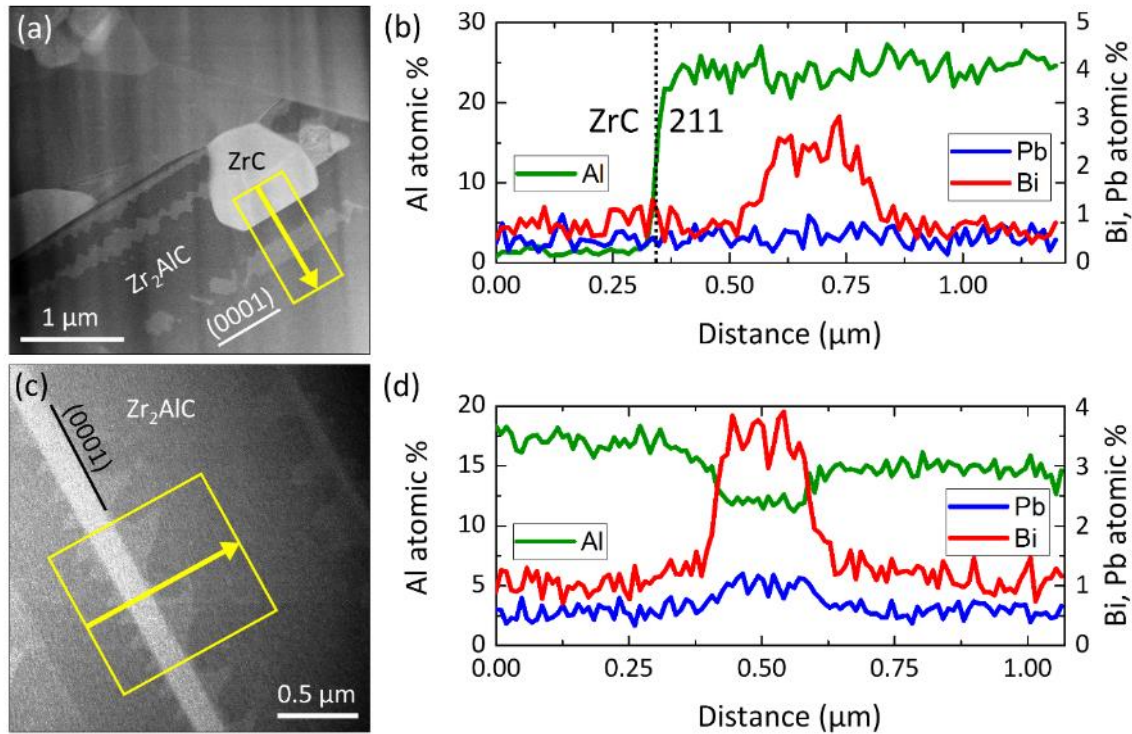 (a)
ZrC
Zr₂AlC
(0001)
1 µm
(b)
30
20
10
0
Al atomic %
ZrC 211
Al
Pb
Bi
5
4
3
2
1
0
Bi, Pb atomic %
0.00 0.25 0.50 0.75 1.00
Distance (µm)
(c)
Zr₂AlC
(0001)
0.5 µm
(d)
20
15
10
5
0
Al atomic %
Al
Pb
Bi
4
3
2
1
0
Bi, Pb atomic %
0.00 0.25 0.50 0.75 1.00
Distance (µm)